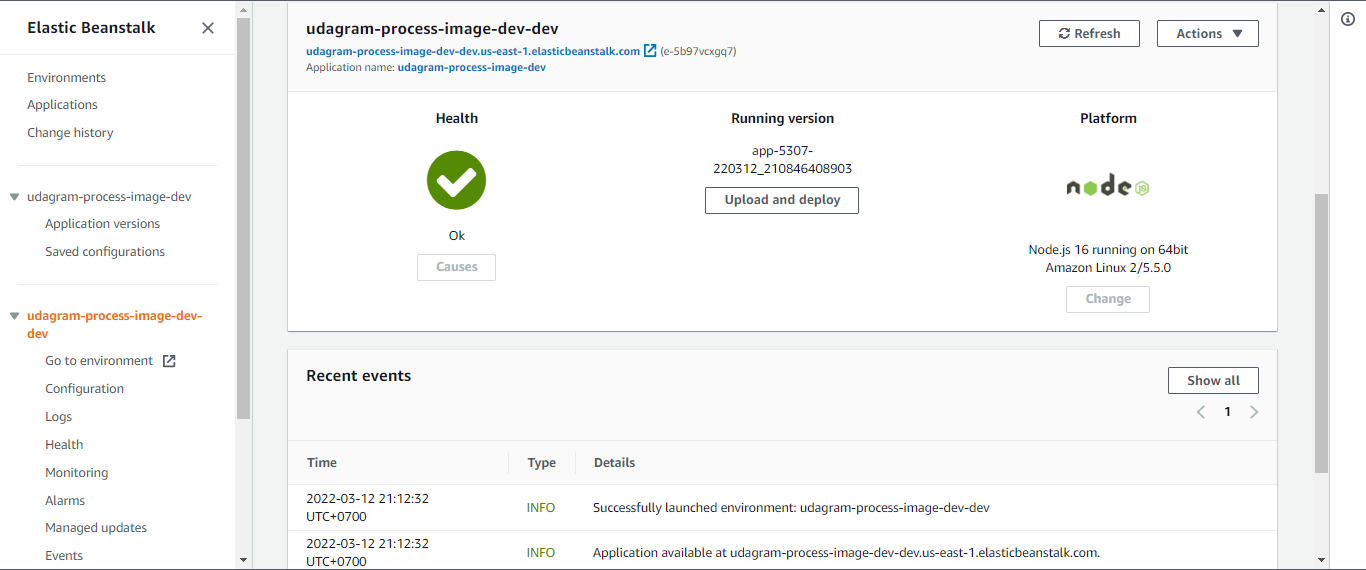 Elastic Beanstalk
Environments
Applications
Change history
udagram-process-image-dev
Application versions
Saved configurations
udagram-process-image-dev-
dev
Go to environment
Configuration
Logs
Health
Monitoring
Alarms
Managed updates
Events
udagram-process-image-dev-dev
udagram-process-image-dev-dev.us-east-1.elasticbeanstalk.com (e-5b97vcxgq7)
Application name: udagram-process-image-dev
Refresh
Actions
Health
Ok
Causes
Running version
app-5307-
220312_210846408903
Upload and deploy
Platform
node JS
Node.js 16 running on 64bit
Amazon Linux 2/5.5.0
Change
Recent events
Show all
1
Time Type Details
2022-03-12 21:12:32
UTC+0700
INFO
Successfully launched environment: udagram-process-image-dev-dev
2022-03-12 21:12:32
UTC+0700
INFO
Application available at udagram-process-image-dev-dev.us-east-1.elasticbeanstalk.com.